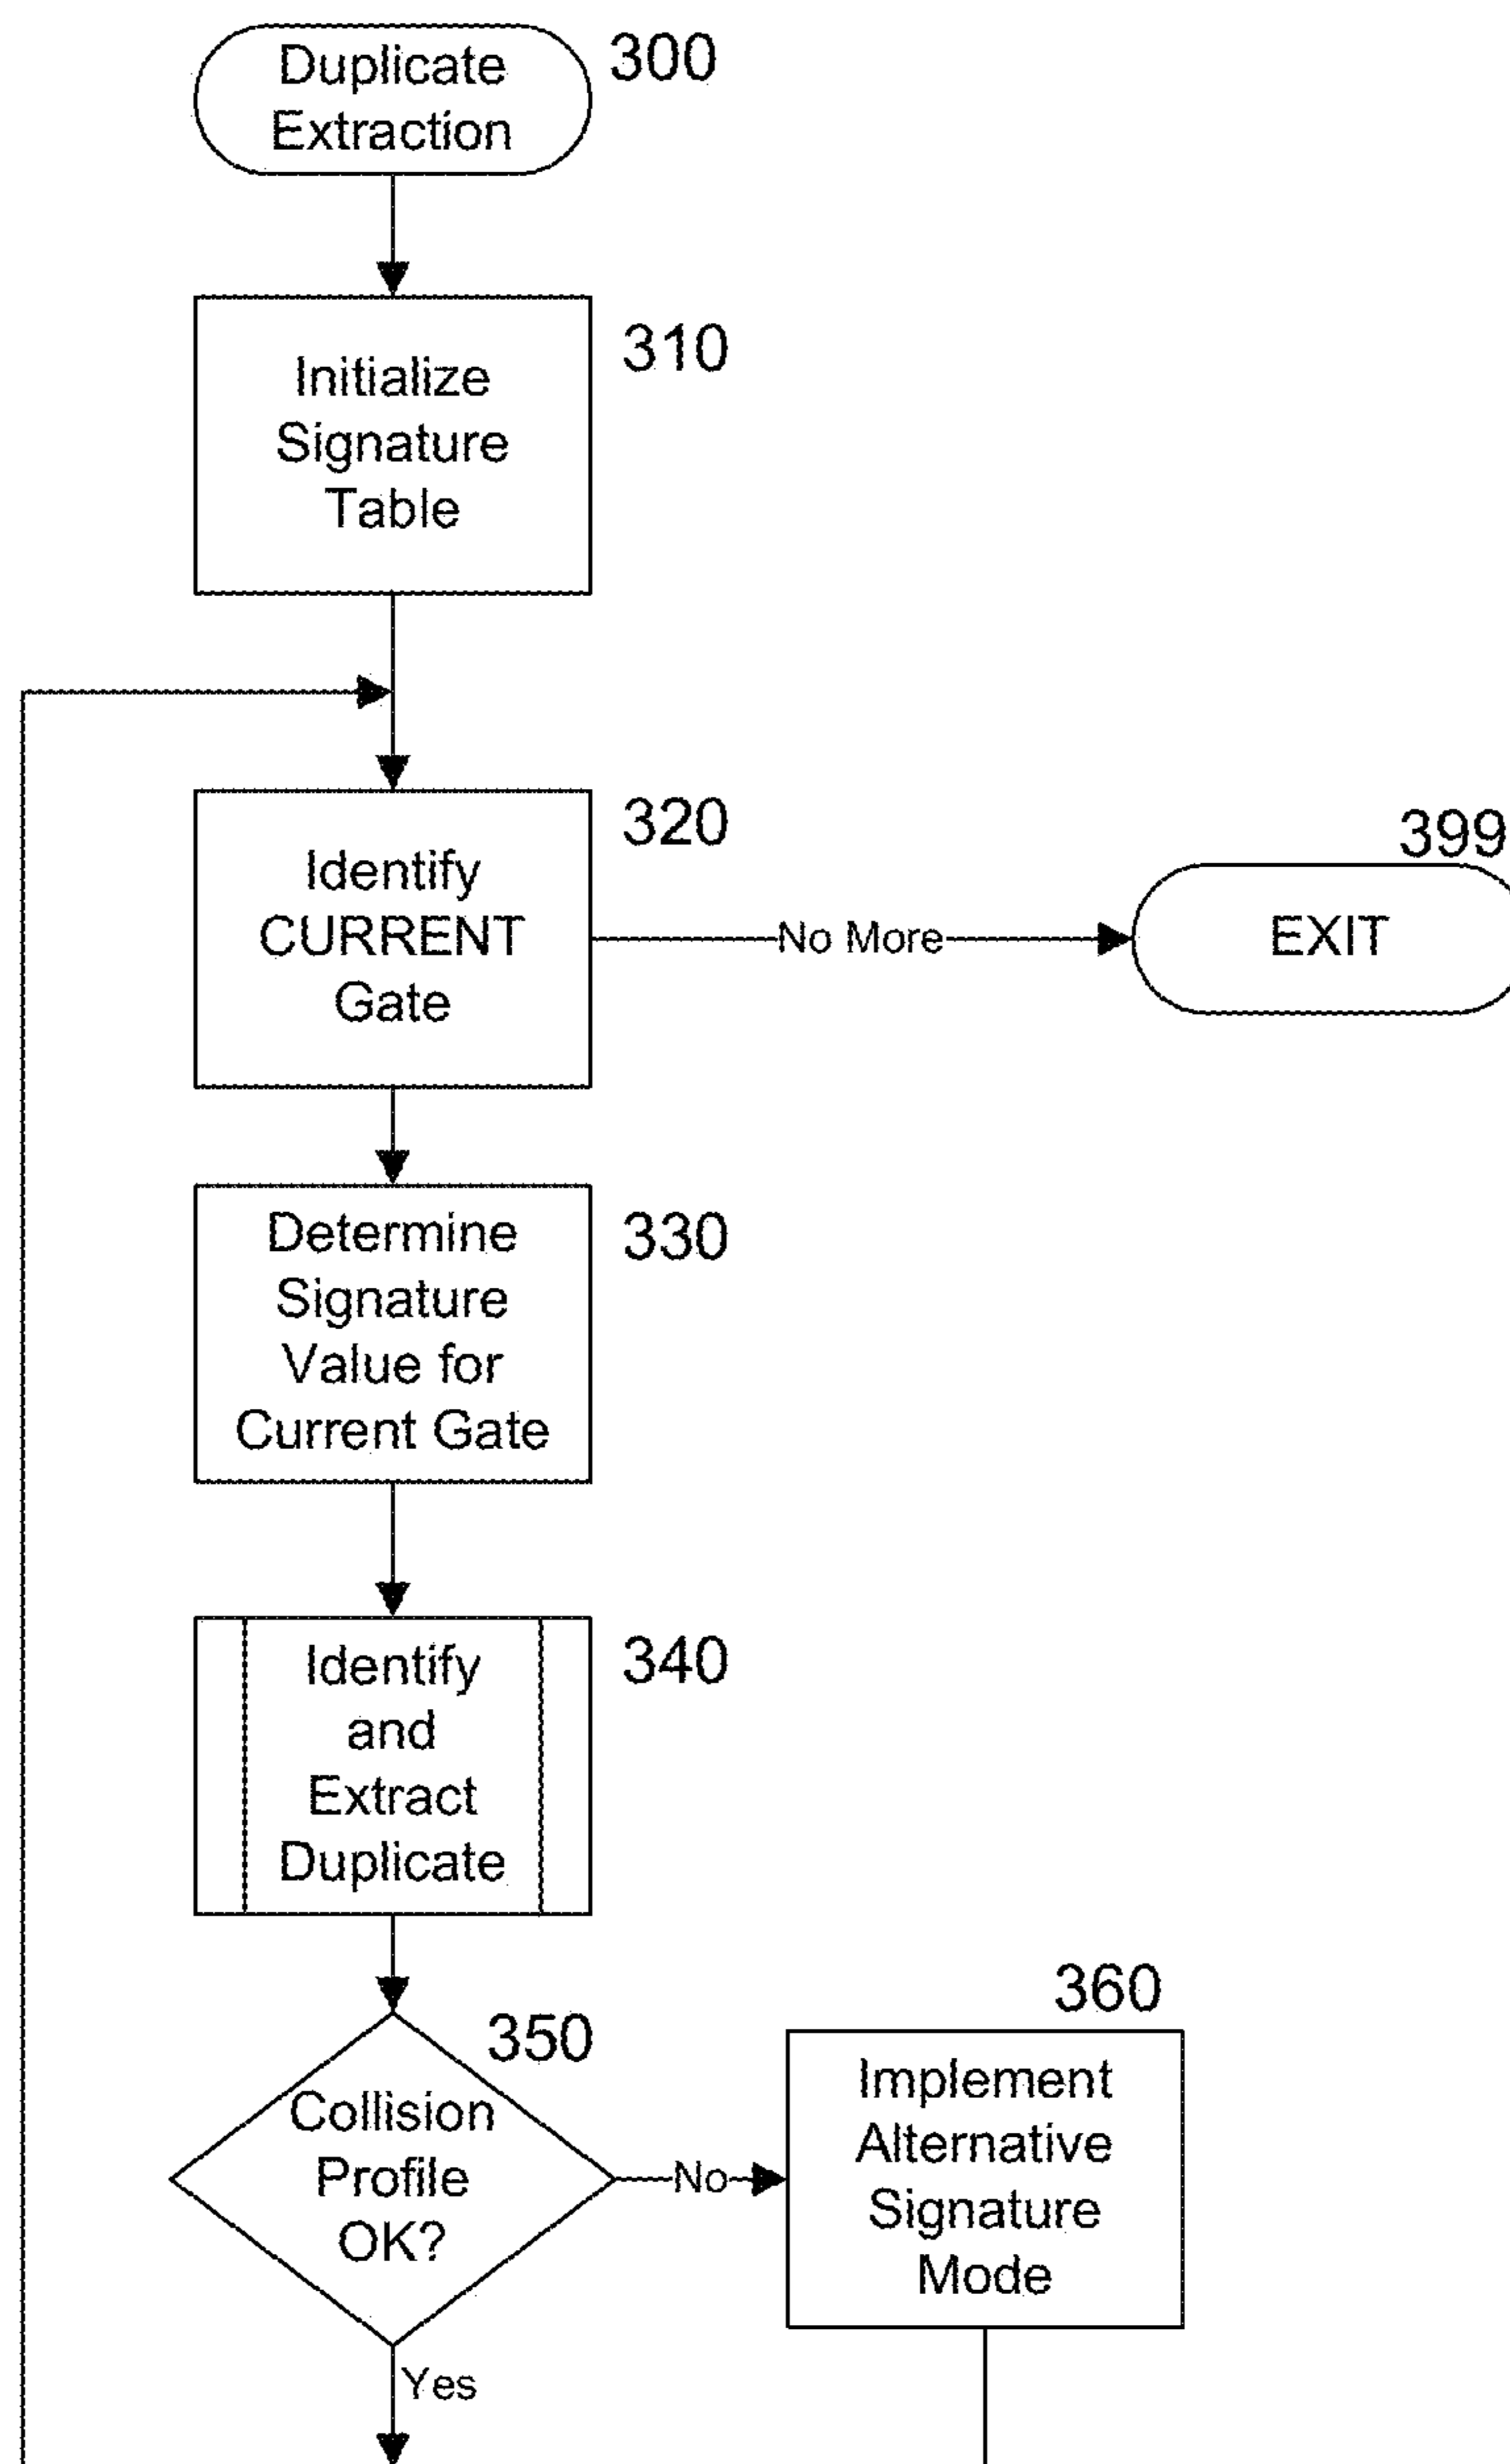 Duplicate
Extraction
300
Initialize
Signature
Table
310
Identify
CURRENT
Gate
320
No More
399
EXIT
Determine
Signature
Value for
Current Gate
330
Identify
and
Extract
Duplicate
340
350
Collision
Profile
OK?
No
360
Implement
Alternative
Signature
Mode
Yes